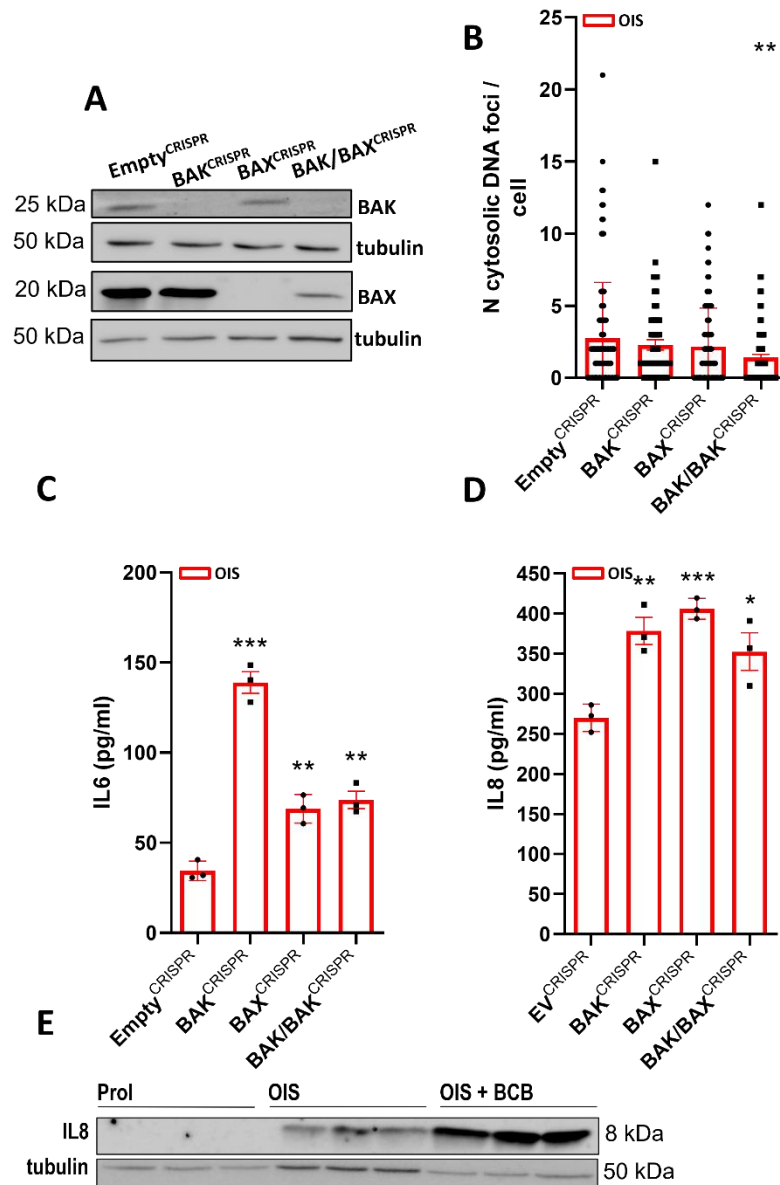 A
Empty^CRISPR
BAK^CRISPR
BAX^CRISPR
BAK/BAX^CRISPR
25 kDa
BAK
50 kDa
tubulin
20 kDa
BAX
50 kDa
tubulin
B
OIS
**
N cytosolic DNA foci /
cell
25
20
15
10
5
0
Empty^CRISPR
BAK^CRISPR
BAX^CRISPR
BAK/BAK^CRISPR
C
OIS
IL6 (pg/ml)
200
150
100
50
0
***
**
**
Empty^CRISPR
BAK^CRISPR
BAX^CRISPR
BAK/BAK^CRISPR
D
OIS
IL8 (pg/ml)
450
400
350
300
250
200
150
100
50
0
**
***
*
EV^CRISPR
BAK^CRISPR
BAX^CRISPR
BAK/BAX^CRISPR
E
Prol OIS OIS + BCB
IL8 8 kDa
tubulin 50 kDa